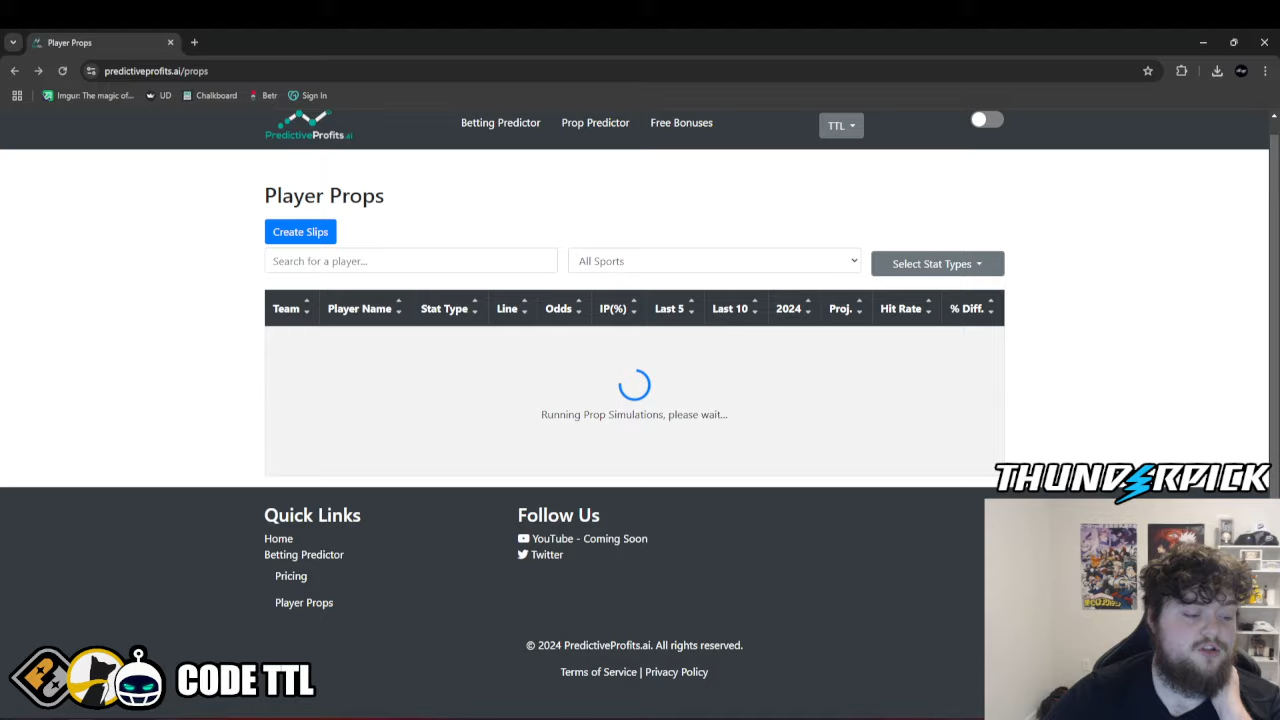 Player Props
predictiveprofits.ai/props
Imgur: The magic of...
UD
Chalkboard
Betr
Sign In
PredictiveProfits.ai
Betting Predictor
Prop Predictor
Free Bonuses
TTL
Player Props
Create Slips
Search for a player...
All Sports
Select Stat Types
Team
Player Name
Stat Type
Line
Odds
IP(%)
Last 5
Last 10
2024
Proj.
Hit Rate
% Diff.
Running Prop Simulations, please wait...
THUNDERPICK
Quick Links
Follow Us
Home
YouTube - Coming Soon
Betting Predictor
Twitter
Pricing
Player Props
© 2024 PredictiveProfits.ai. All rights reserved.
Terms of Service | Privacy Policy
CODE TTL